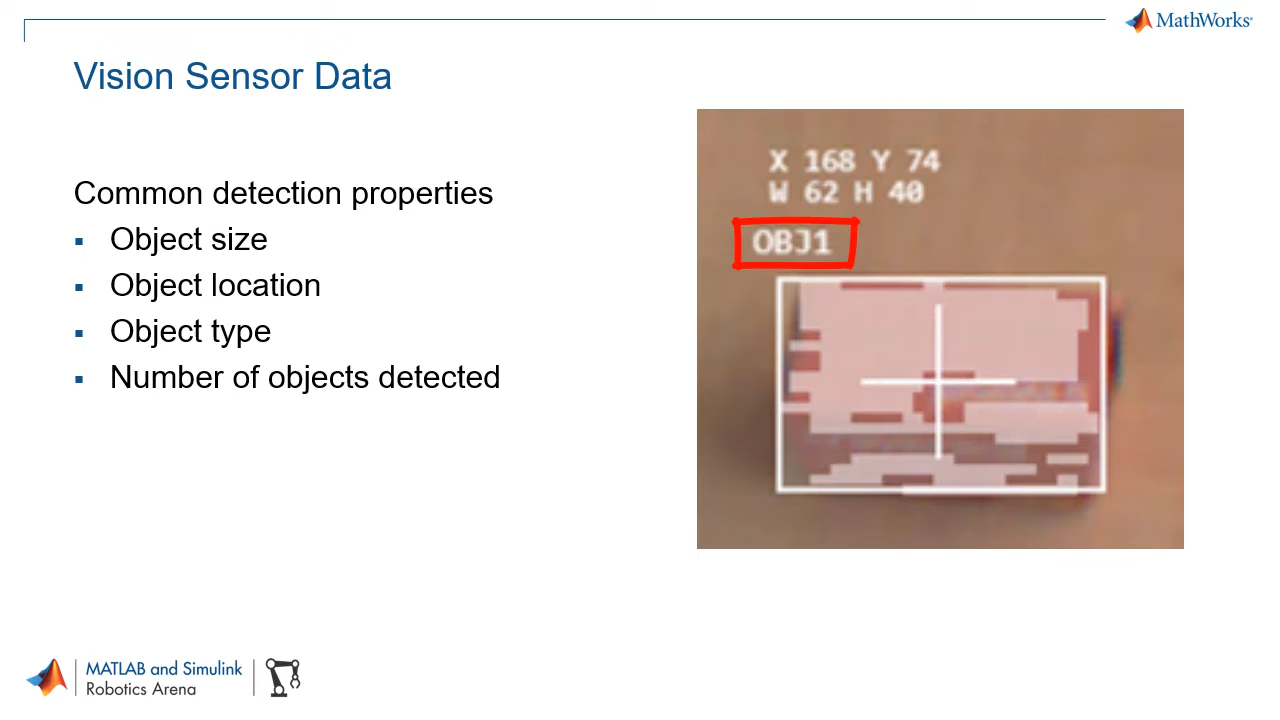 MathWorks
Vision Sensor Data
Common detection properties
▪ Object size
▪ Object location
▪ Object type
▪ Number of objects detected
X 168 Y 74
W 62 H 40
OBJ1
MATLAB and Simulink
Robotics Arena